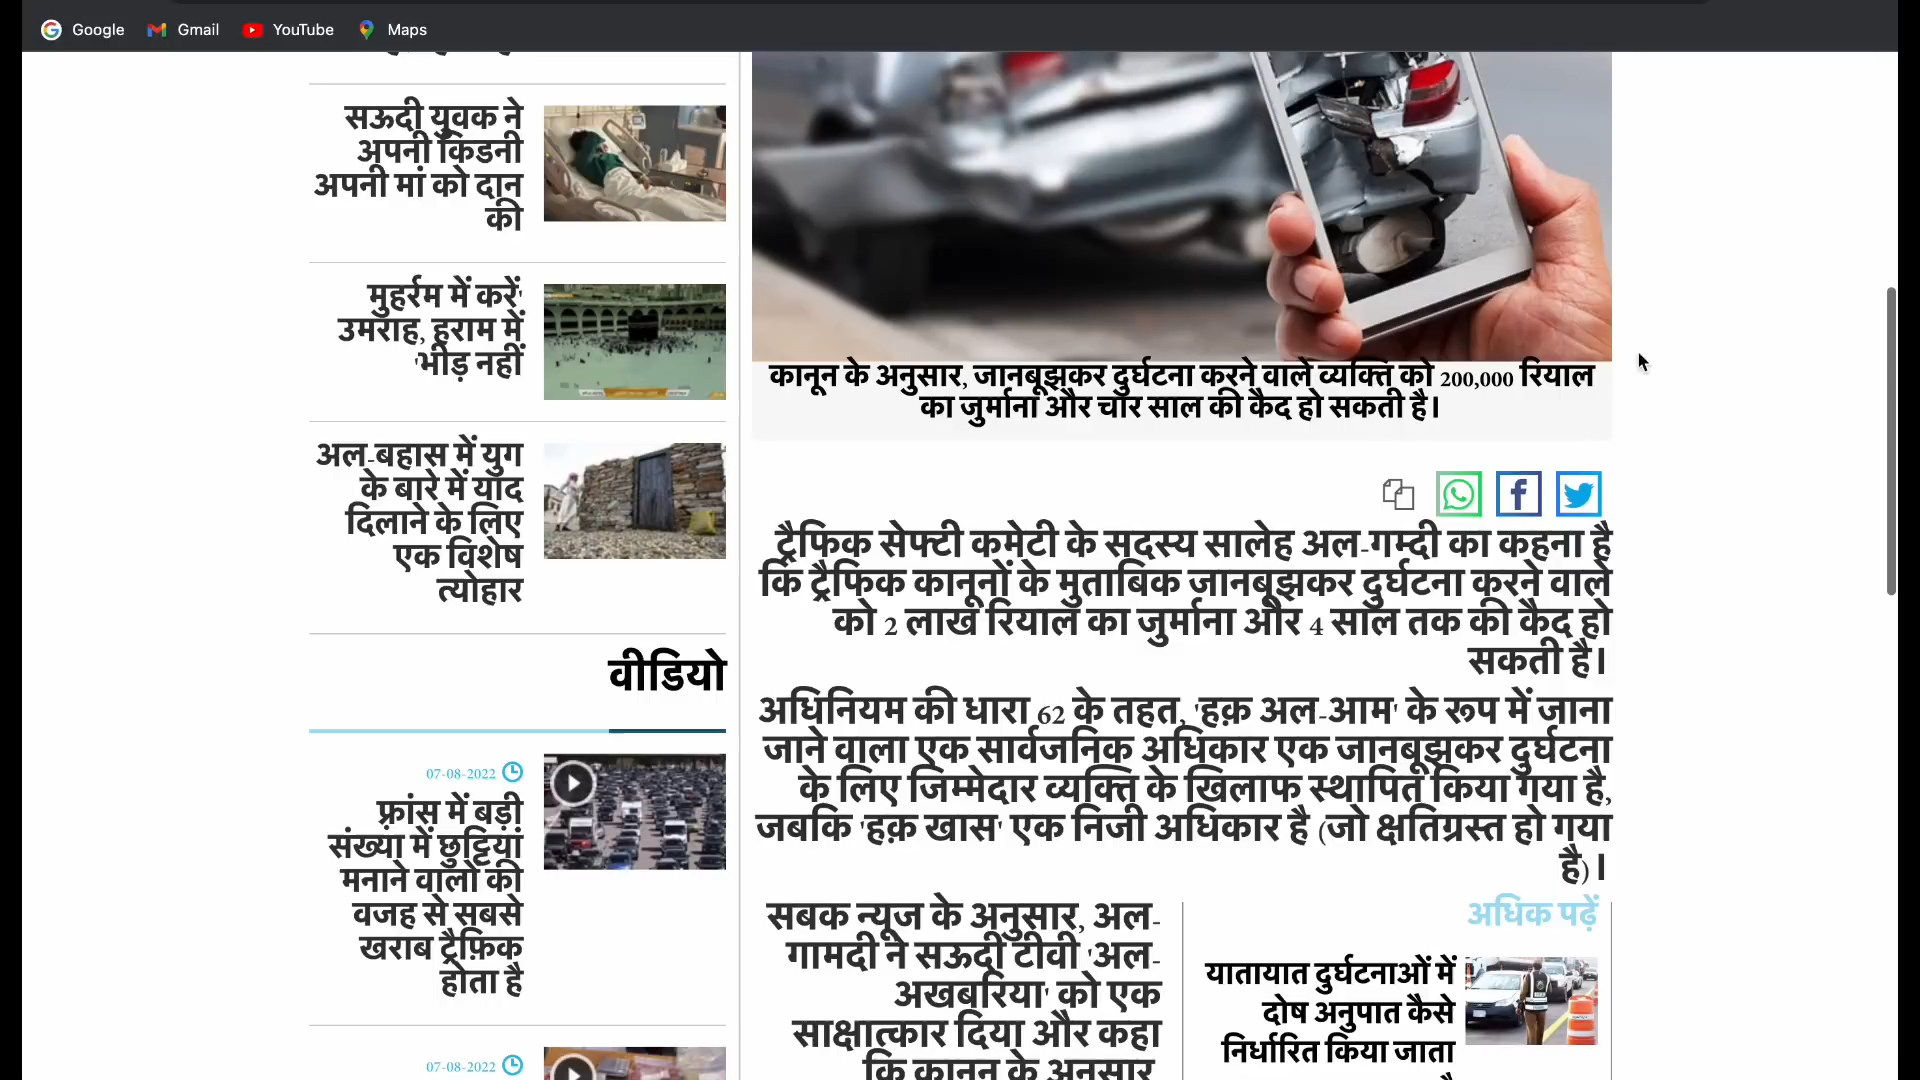 Google
Gmail
YouTube
Maps
सऊदी युवक ने
अपनी किडनी
अपनी मां को दान
की
मुहर्रम में करें'
उमराह, हराम में
'भीड़ नहीं
अल-बहास में युग
के बारे में याद
दिलाने के लिए
एक विशेष
त्योहार
वीडियो
07-08-2022
फ़्रांस में बड़ी
संख्या में छुट्टियां
मनाने वालों की
वजह से सबसे
खराब ट्रैफ़िक
होता है
07-08-2022
कानून के अनुसार, जानबूझकर दुर्घटना करने वाले व्यक्ति को 200,000 रियाल
का जुर्माना और चार साल की कैद हो सकती है।
ट्रैफिक सेफ्टी कमेटी के सदस्य सालेह अल-गम्दी का कहना है
कि ट्रैफिक कानूनों के मुताबिक जानबूझकर दुर्घटना करने वाले
को 2 लाख रियाल का जुर्माना और 4 साल तक की कैद हो
सकती है।
अधिनियम की धारा 62 के तहत, 'हक़ अल-आम' के रूप में जाना
जाने वाला एक सार्वजनिक अधिकार एक जानबूझकर दुर्घटना
के लिए जिम्मेदार व्यक्ति के खिलाफ स्थापित किया गया है,
जबकि 'हक़ खास' एक निजी अधिकार है (जो क्षतिग्रस्त हो गया
है)।
सबक न्यूज के अनुसार, अल-
गामदी ने सऊदी टीवी 'अल-
अखबरिया' को एक
साक्षात्कार दिया और कहा
कि कानून के अनुसार,
अधिक पढ़ें
यातायात दुर्घटनाओं में
दोष अनुपात कैसे
निर्धारित किया जाता